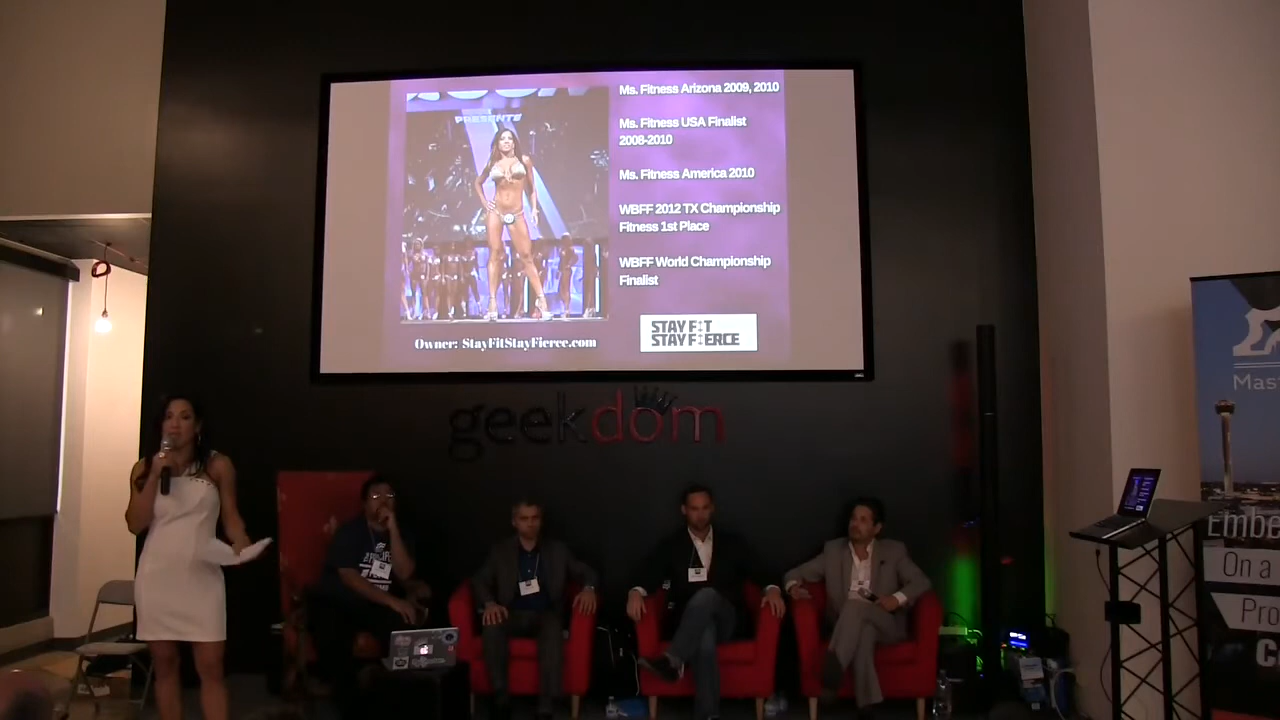 PRESENTS
Ms. Fitness Arizona 2009, 2010
Ms. Fitness USA Finalist
2008-2010
Ms. Fitness America 2010
WBFF 2012 TX Championship
Fitness 1st Place
WBFF World Championship
Finalist
STAY FIT
STAY FIERCE
Owner: StayFitStayFierce.com
geekdom
Mas
Embe
On a
Pro
C